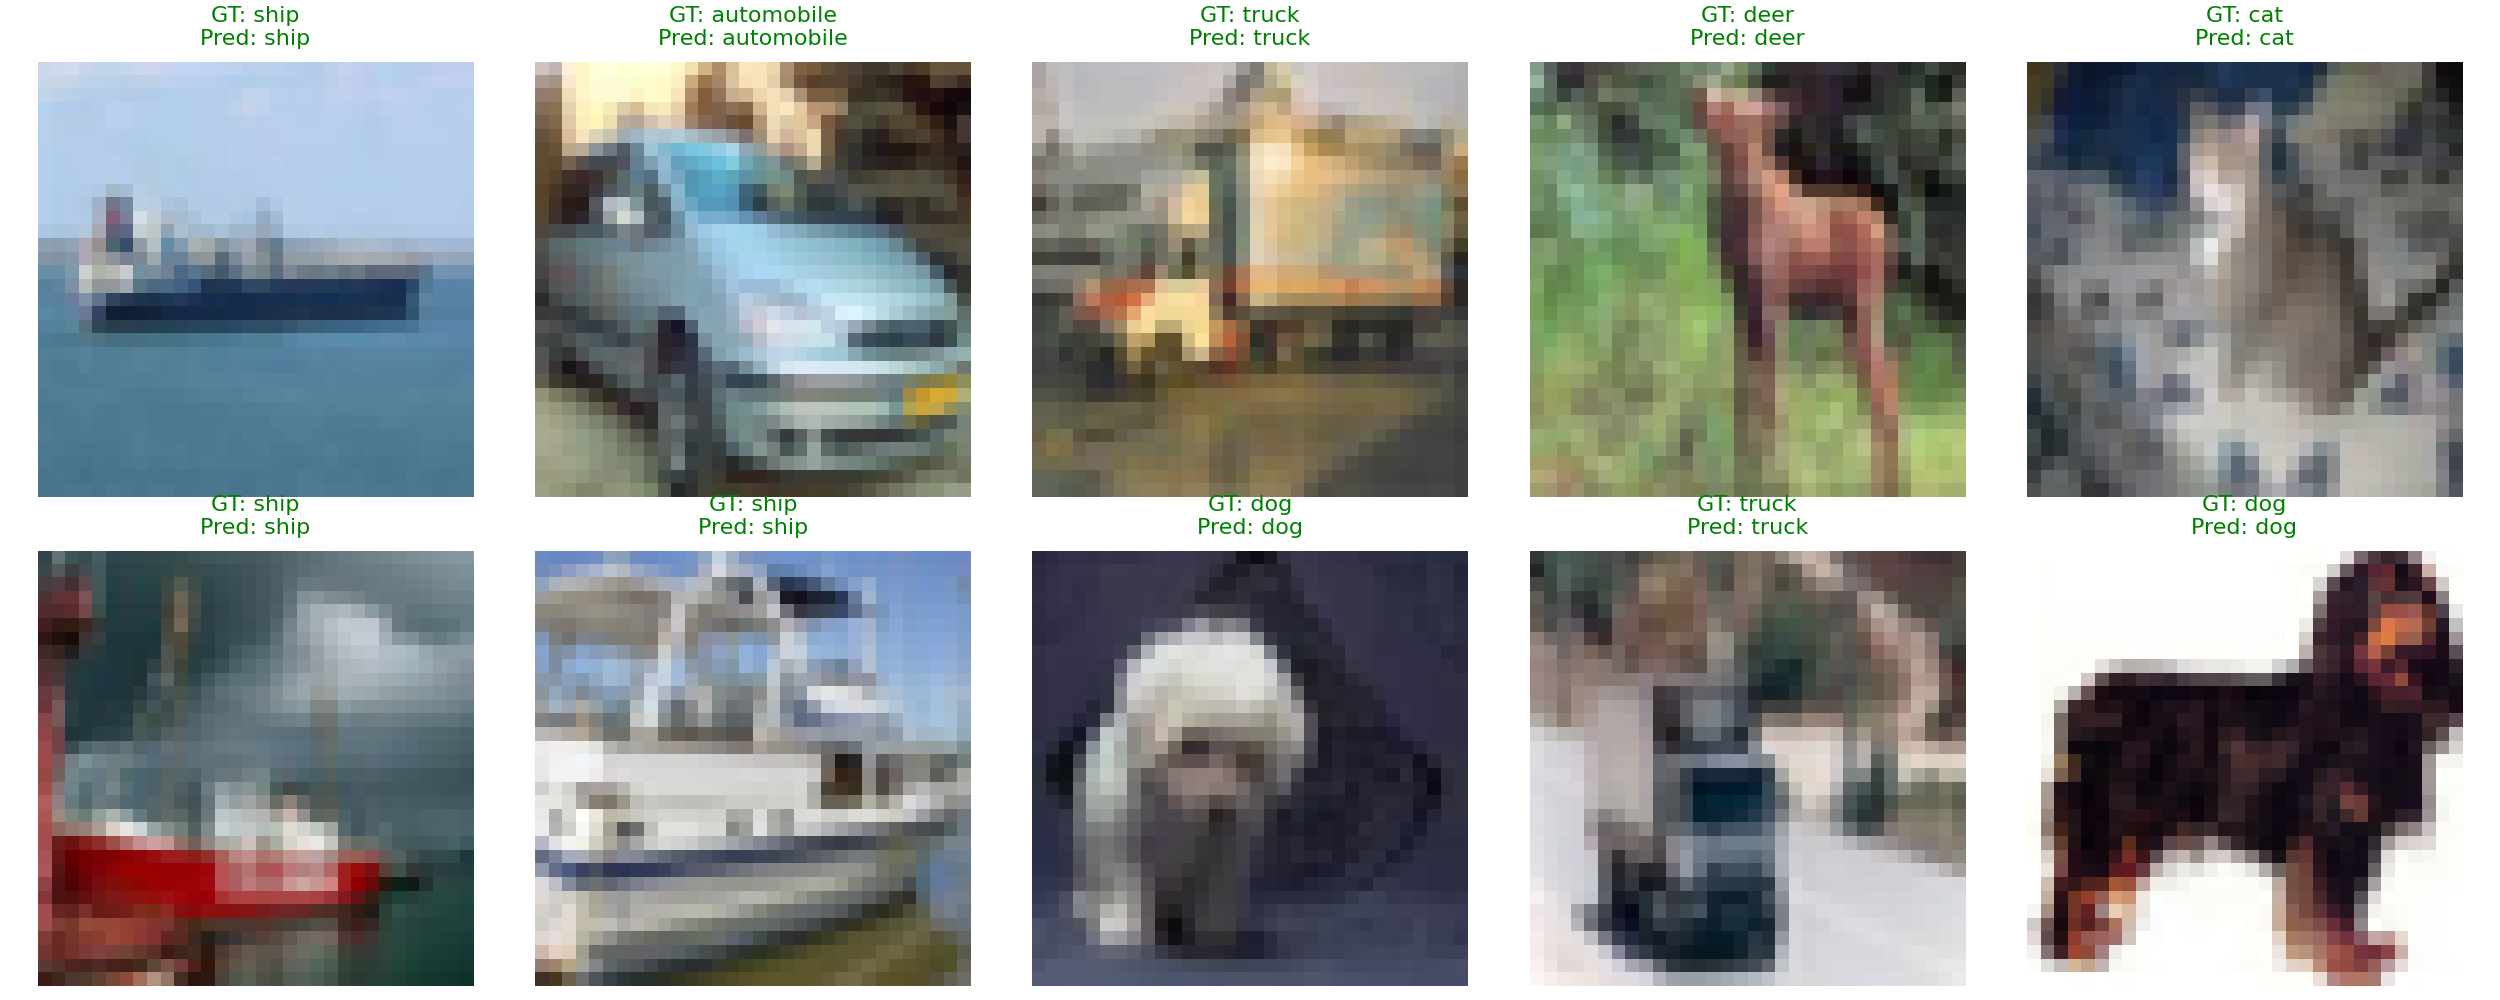 GT: ship
Pred: ship
GT: automobile
Pred: automobile
GT: truck
Pred: truck
GT: deer
Pred: deer
GT: cat
Pred: cat
GT: ship
Pred: ship
GT: ship
Pred: ship
GT: dog
Pred: dog
GT: truck
Pred: truck
GT: dog
Pred: dog